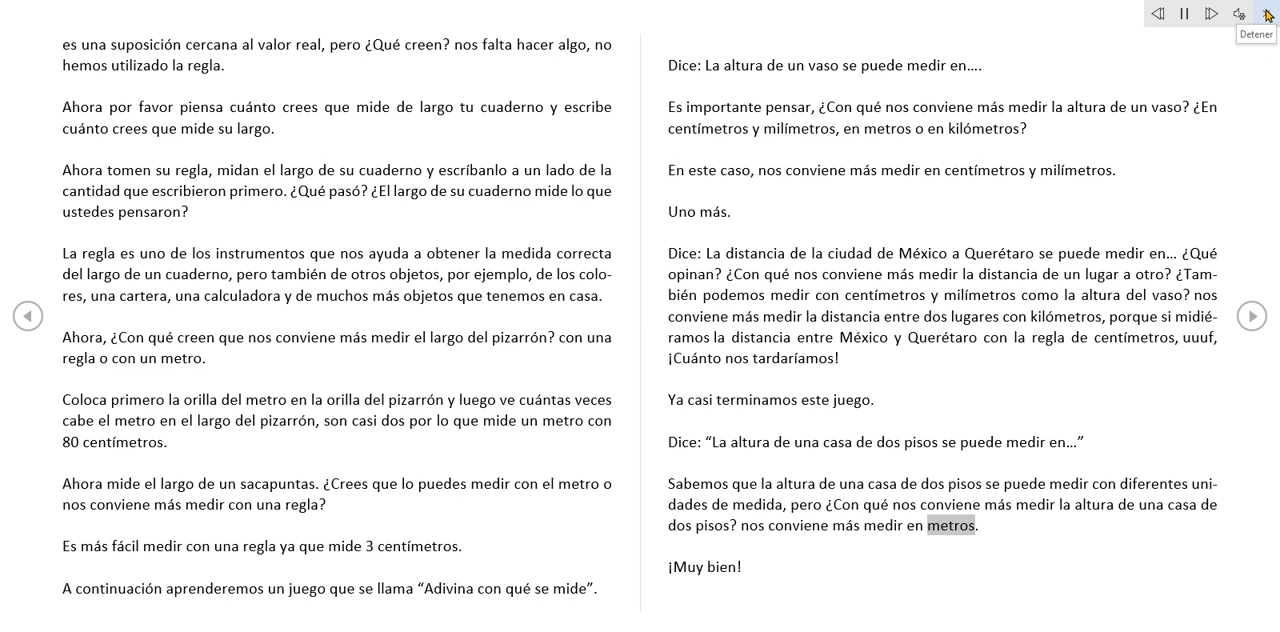 Detener
es una suposición cercana al valor real, pero ¿Qué creen? nos falta hacer algo, no
hemos utilizado la regla.
Ahora por favor piensa cuánto crees que mide de largo tu cuaderno y escribe
cuánto crees que mide su largo.
Ahora tomen su regla, midan el largo de su cuaderno y escríbanlo a un lado de la
cantidad que escribieron primero. ¿Qué pasó? ¿El largo de su cuaderno mide lo que
ustedes pensaron?
La regla es uno de los instrumentos que nos ayuda a obtener la medida correcta
del largo de un cuaderno, pero también de otros objetos, por ejemplo, de los colo-
res, una cartera, una calculadora y de muchos más objetos que tenemos en casa.
Ahora, ¿Con qué creen que nos conviene más medir el largo del pizarrón? con una
regla o con un metro.
Coloca primero la orilla del metro en la orilla del pizarrón y luego ve cuántas veces
cabe el metro en el largo del pizarrón, son casi dos por lo que mide un metro con
80 centímetros.
Ahora mide el largo de un sacapuntas. ¿Crees que lo puedes medir con el metro o
nos conviene más medir con una regla?
Es más fácil medir con una regla ya que mide 3 centímetros.
A continuación aprenderemos un juego que se llama “Adivina con qué se mide”.
Dice: La altura de un vaso se puede medir en….
Es importante pensar, ¿Con qué nos conviene más medir la altura de un vaso? ¿En
centímetros y milímetros, en metros o en kilómetros?
En este caso, nos conviene más medir en centímetros y milímetros.
Uno más.
Dice: La distancia de la ciudad de México a Querétaro se puede medir en… ¿Qué
opinan? ¿Con qué nos conviene más medir la distancia de un lugar a otro? ¿Tam-
bién podemos medir con centímetros y milímetros como la altura del vaso? nos
conviene más medir la distancia entre dos lugares con kilómetros, porque si midié-
ramos la distancia entre México y Querétaro con la regla de centímetros, uuuf,
¡Cuánto nos tardaríamos!
Ya casi terminamos este juego.
Dice: “La altura de una casa de dos pisos se puede medir en…”
Sabemos que la altura de una casa de dos pisos se puede medir con diferentes uni-
dades de medida, pero ¿Con qué nos conviene más medir la altura de una casa de
dos pisos? nos conviene más medir en metros.
¡Muy bien!